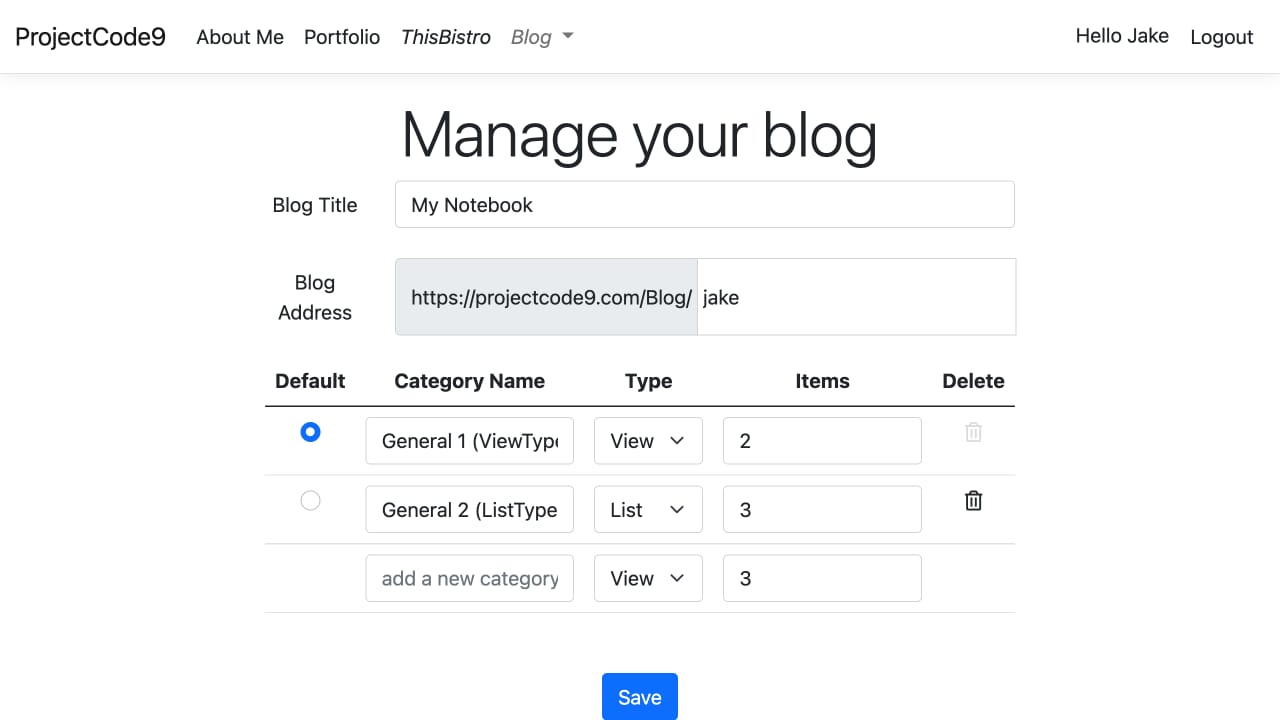 ProjectCode9 About Me Portfolio ThisBistro Blog Hello Jake Logout
Manage your blog
Blog Title My Notebook
Blog
Address
https://projectcode9.com/Blog/ jake
Default Category Name Type Items Delete
General 1 (ViewType View 2
General 2 (ListType List 3
add a new category View 3
Save